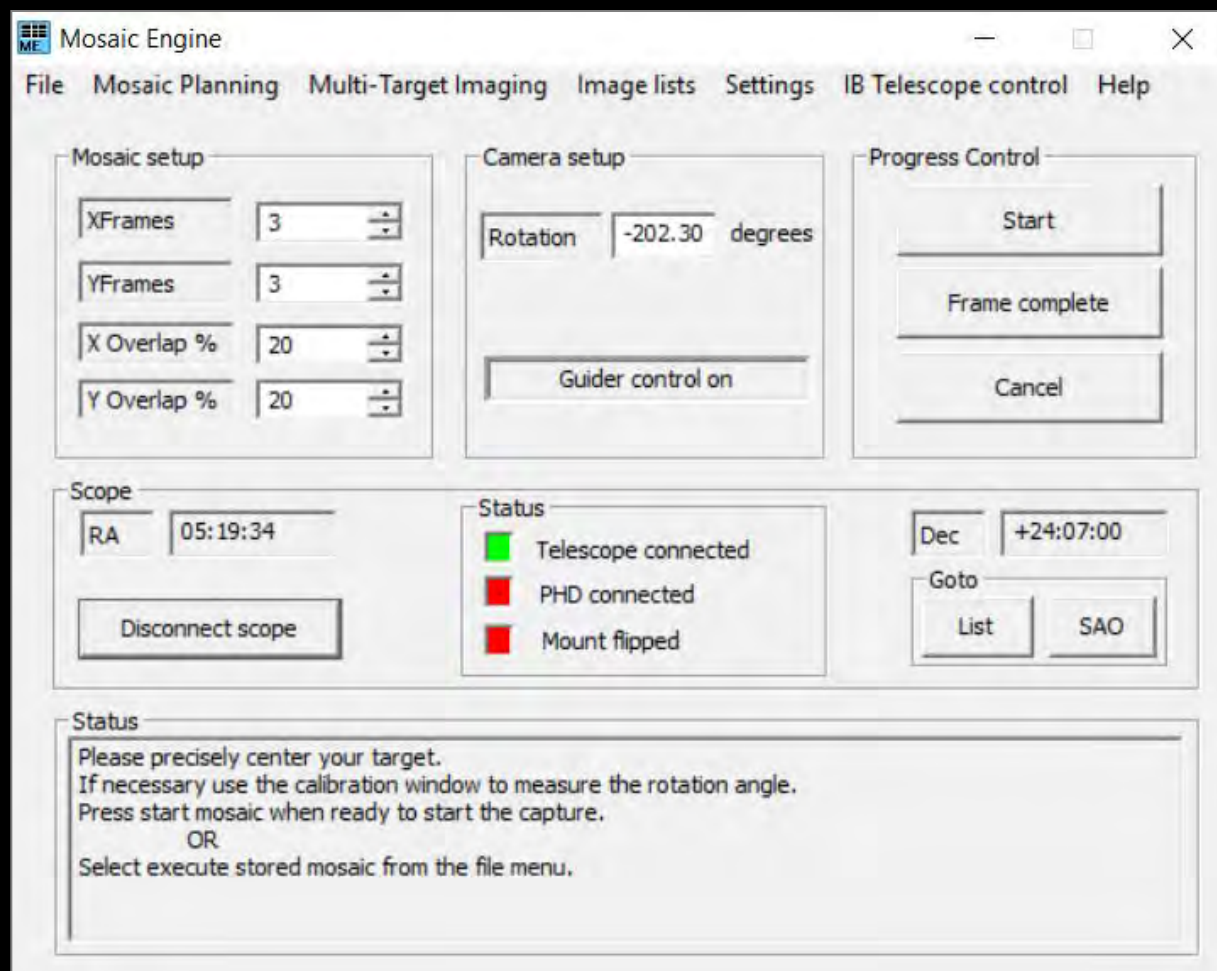 ME Mosaic Engine
File Mosaic Planning Multi-Target Imaging Image lists Settings IB Telescope control Help
Mosaic setup
XFrames 3
YFrames 3
X Overlap % 20
Y Overlap % 20
Camera setup
Rotation -202.30 degrees
Guider control on
Progress Control
Start
Frame complete
Cancel
Scope
RA 05:19:34
Disconnect scope
Status
Telescope connected
PHD connected
Mount flipped
Dec +24:07:00
Goto
List SAO
Status
Please precisely center your target.
If necessary use the calibration window to measure the rotation angle.
Press start mosaic when ready to start the capture.
OR
Select execute stored mosaic from the file menu.